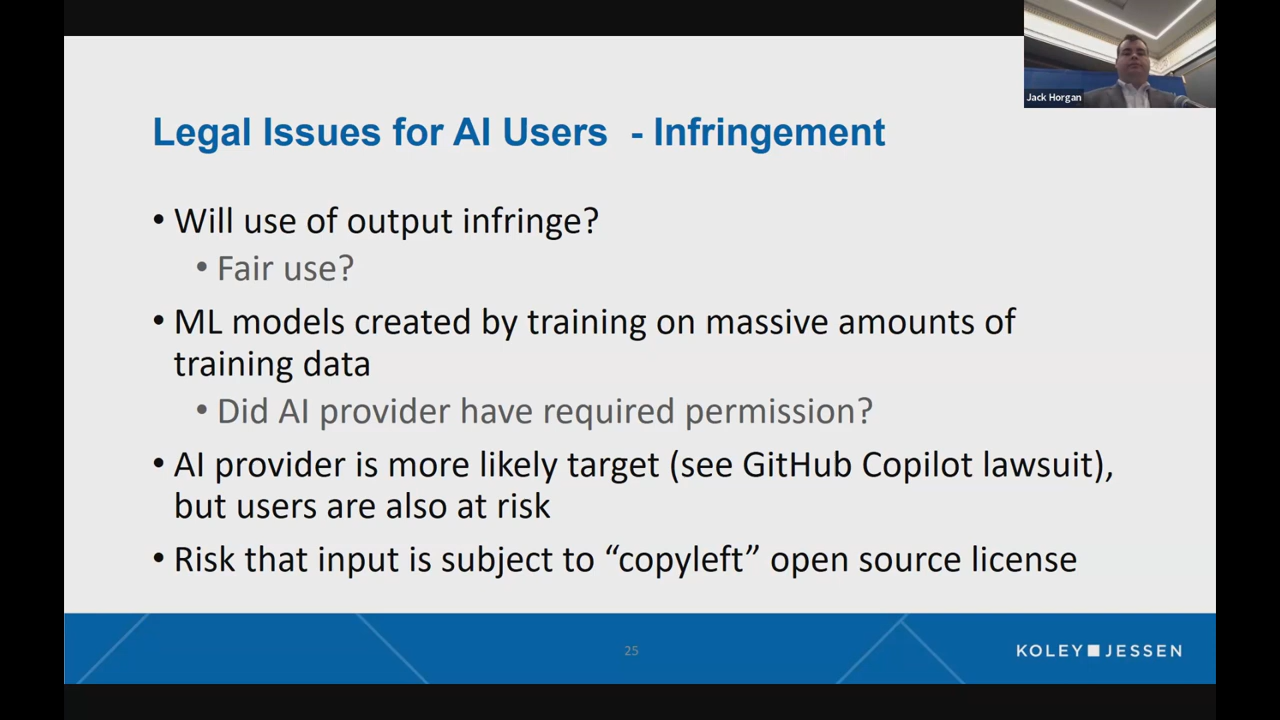 Jack Horgan
Legal Issues for AI Users - Infringement
• Will use of output infringe?
• Fair use?
• ML models created by training on massive amounts of
training data
• Did AI provider have required permission?
• AI provider is more likely target (see GitHub Copilot lawsuit),
but users are also at risk
• Risk that input is subject to “copyleft” open source license
25
KOLEY JESSEN